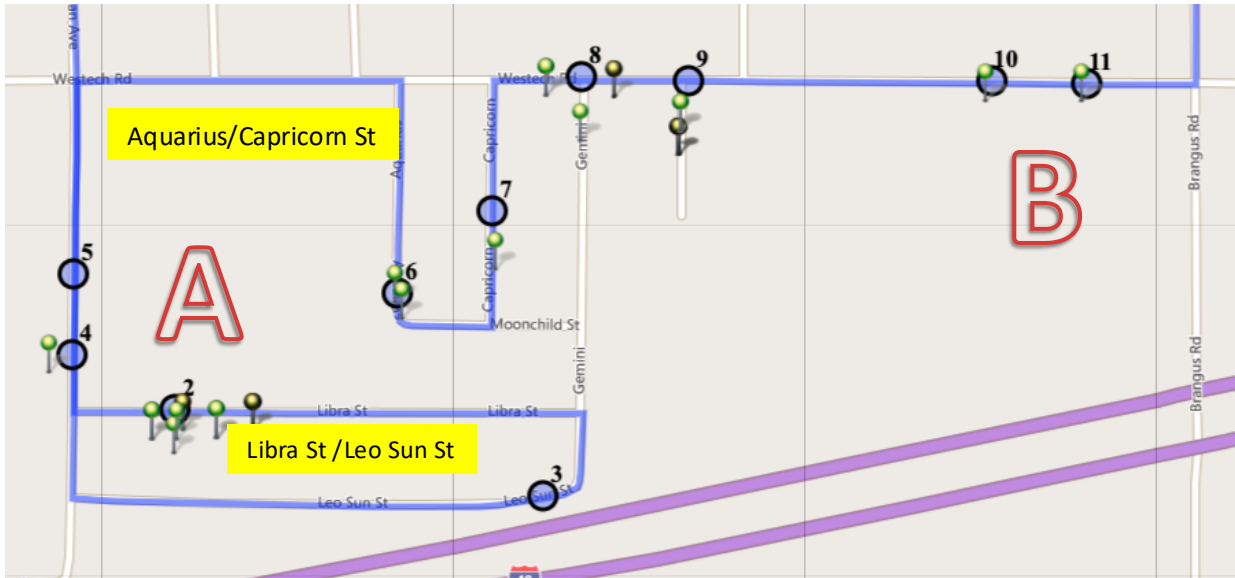 an Ave
8
9
10
11
Westech Rd
Westech Rd
Aquarius/Capricorn St
Capricorn
Gemini
Brangus Rd
B
7
5
A
6
Capricorn
4
Moonchild St
Gemini
Brangus Rd
2
Libra St
Libra St
Libra St /Leo Sun St
3
Leo Sun St
Leo Sun St